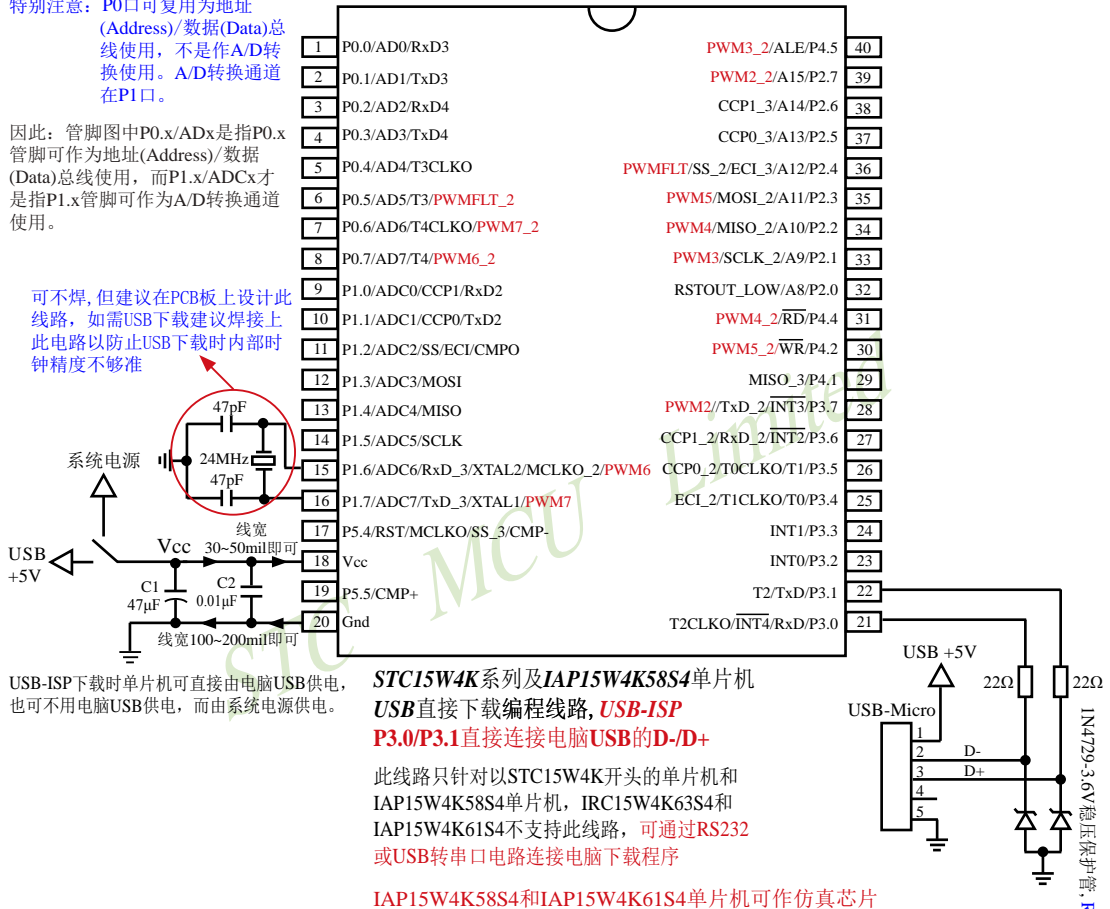 特别注意：P0口可复用为地址
(Address)/数据(Data)总
线使用，不是作A/D转
换使用。A/D转换通道
在P1口。
因此：管脚图中P0.x/ADx是指P0.x
管脚可作为地址(Address)/数据
(Data)总线使用，而P1.x/ADCx才
是指P1.x管脚可作为A/D转换通道
使用。
可不焊,但建议在PCB板上设计此
线路，如需USB下载建议焊接上
此电路以防止USB下载时内部时
钟精度不够准
47pF
24MHz
47pF
系统电源
USB
+5V
Vcc
线宽
30~50mil即可
C1
47μF
C2
0.01μF
线宽100~200mil即可
USB-ISP下载时单片机可直接由电脑USB供电，
也可不用电脑USB供电，而由系统电源供电。
1 P0.0/AD0/RxD3
2 P0.1/AD1/TxD3
3 P0.2/AD2/RxD4
4 P0.3/AD3/TxD4
5 P0.4/AD4/T3CLKO
6 P0.5/AD5/T3/PWMFLT_2
7 P0.6/AD6/T4CLKO/PWM7_2
8 P0.7/AD7/T4/PWM6_2
9 P1.0/ADC0/CCP1/RxD2
10 P1.1/ADC1/CCP0/TxD2
11 P1.2/ADC2/SS/ECI/CMPO
12 P1.3/ADC3/MOSI
13 P1.4/ADC4/MISO
14 P1.5/ADC5/SCLK
15 P1.6/ADC6/RxD_3/XTAL2/MCLKO_2/PWM6
16 P1.7/ADC7/TxD_3/XTAL1/PWM7
17 P5.4/RST/MCLKO/SS_3/CMP-
18 Vcc
19 P5.5/CMP+
20 Gnd
PWM3_2/ALE/P4.5 40
PWM2_2/A15/P2.7 39
CCP1_3/A14/P2.6 38
CCP0_3/A13/P2.5 37
PWMFLT/SS_2/ECI_3/A12/P2.4 36
PWM5/MOSI_2/A11/P2.3 35
PWM4/MISO_2/A10/P2.2 34
PWM3/SCLK_2/A9/P2.1 33
RSTOUT_LOW/A8/P2.0 32
PWM4_2/RD/P4.4 31
PWM5_2/WR/P4.2 30
MISO_3/P4.1 29
PWM2//TxD_2/INT3/P3.7 28
CCP1_2/RxD_2/INT2/P3.6 27
CCP0_2/T0CLKO/T1/P3.5 26
ECI_2/T1CLKO/T0/P3.4 25
INT1/P3.3 24
INT0/P3.2 23
T2/TxD/P3.1 22
T2CLKO/INT4/RxD/P3.0 21
STC MCU Limited
STC15W4K系列及IAP15W4K58S4单片机
USB直接下载编程线路, USB-ISP
P3.0/P3.1直接连接电脑USB的D-/D+
此线路只针对以STC15W4K开头的单片机和
IAP15W4K58S4单片机，IRC15W4K63S4和
IAP15W4K61S4不支持此线路，可通过RS232
或USB转串口电路连接电脑下载程序
IAP15W4K58S4和IAP15W4K61S4单片机可作仿真芯片
USB +5V
USB-Micro
1
2
3
4
5
D-
D+
22Ω
22Ω
1N4729-3.6V稳压保护管,